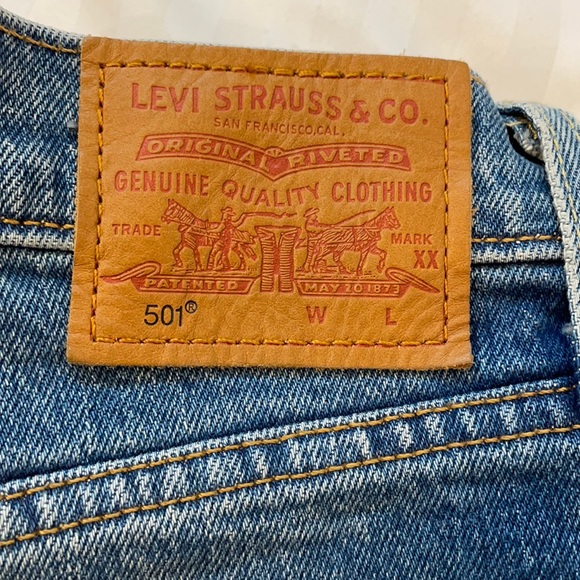 LEVI STRAUSS & CO.
SAN FRANCISCO, CAL.
ORIGINAL RIVETED
GENUINE QUALITY CLOTHING
TRADE MARK
XX
PATENTED MAY 20 1873
501® W L